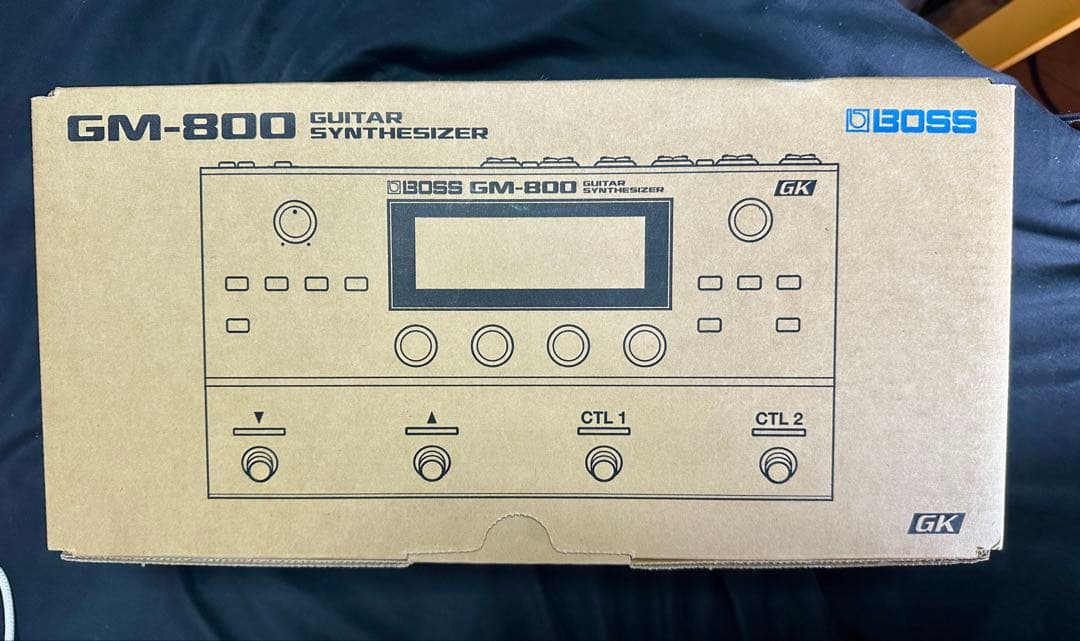 GM-800 GUITAR SYNTHESIZER
BOSS
BOSS GM-800 GUITAR SYNTHESIZER
GK
▼ ▲ CTL 1 CTL 2
GK